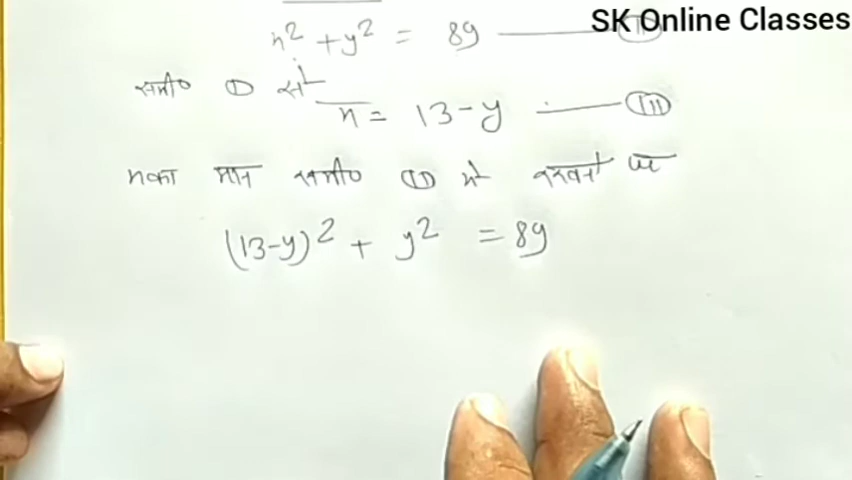 SK Online Classes
x² + y² = 89 — (II)
समी० (I) से
x = 13 - y — (III)
x का मान समी० (II) में रखने पर
(13-y)² + y² = 89